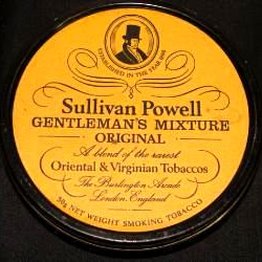 ESTABLISHED IN THE YEAR
Sullivan Powell
GENTLEMAN'S MIXTURE
ORIGINAL
A blend of the rarest
Oriental & Virginian Tobaccos
The Burlington Arcade
London, England
50g NET WEIGHT SMOKING TOBACCO